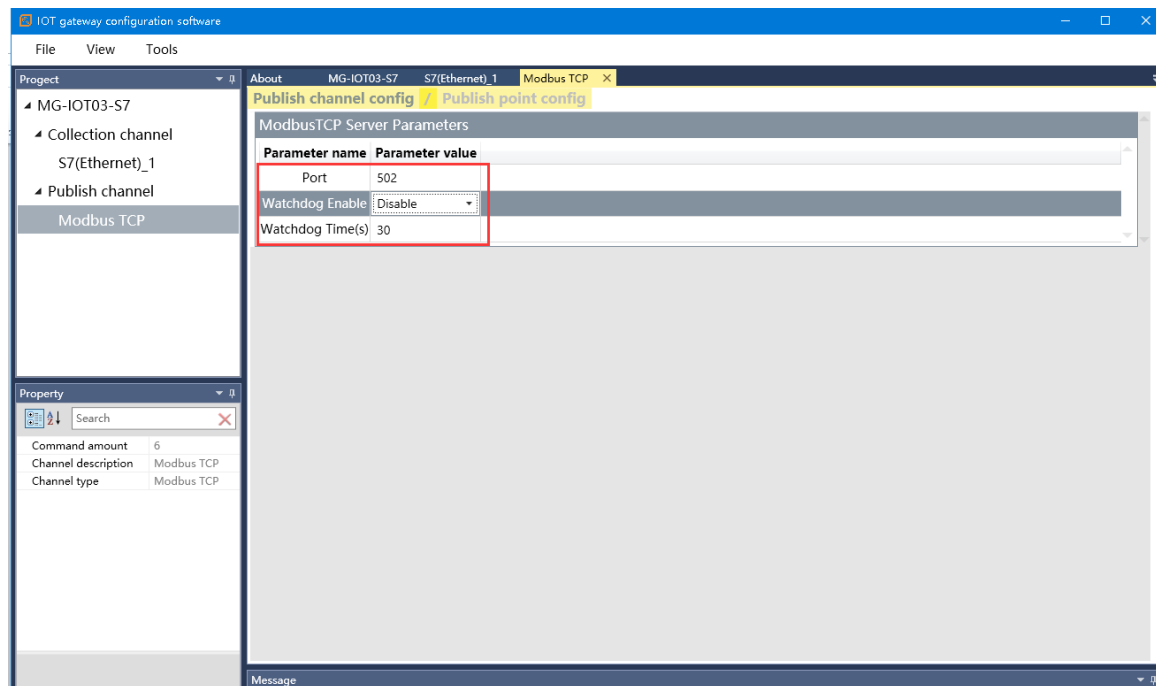 IOT gateway configuration software
File View Tools
Progect
MG-IOT03-S7
Collection channel
S7(Ethernet)_1
Publish channel
Modbus TCP
About MG-IOT03-S7 S7(Ethernet)_1 Modbus TCP
Publish channel config / Publish point config
ModbusTCP Server Parameters
Parameter name Parameter value
Port 502
Watchdog Enable Disable
Watchdog Time(s) 30
Property
Search
Command amount 6
Channel description Modbus TCP
Channel type Modbus TCP
Message